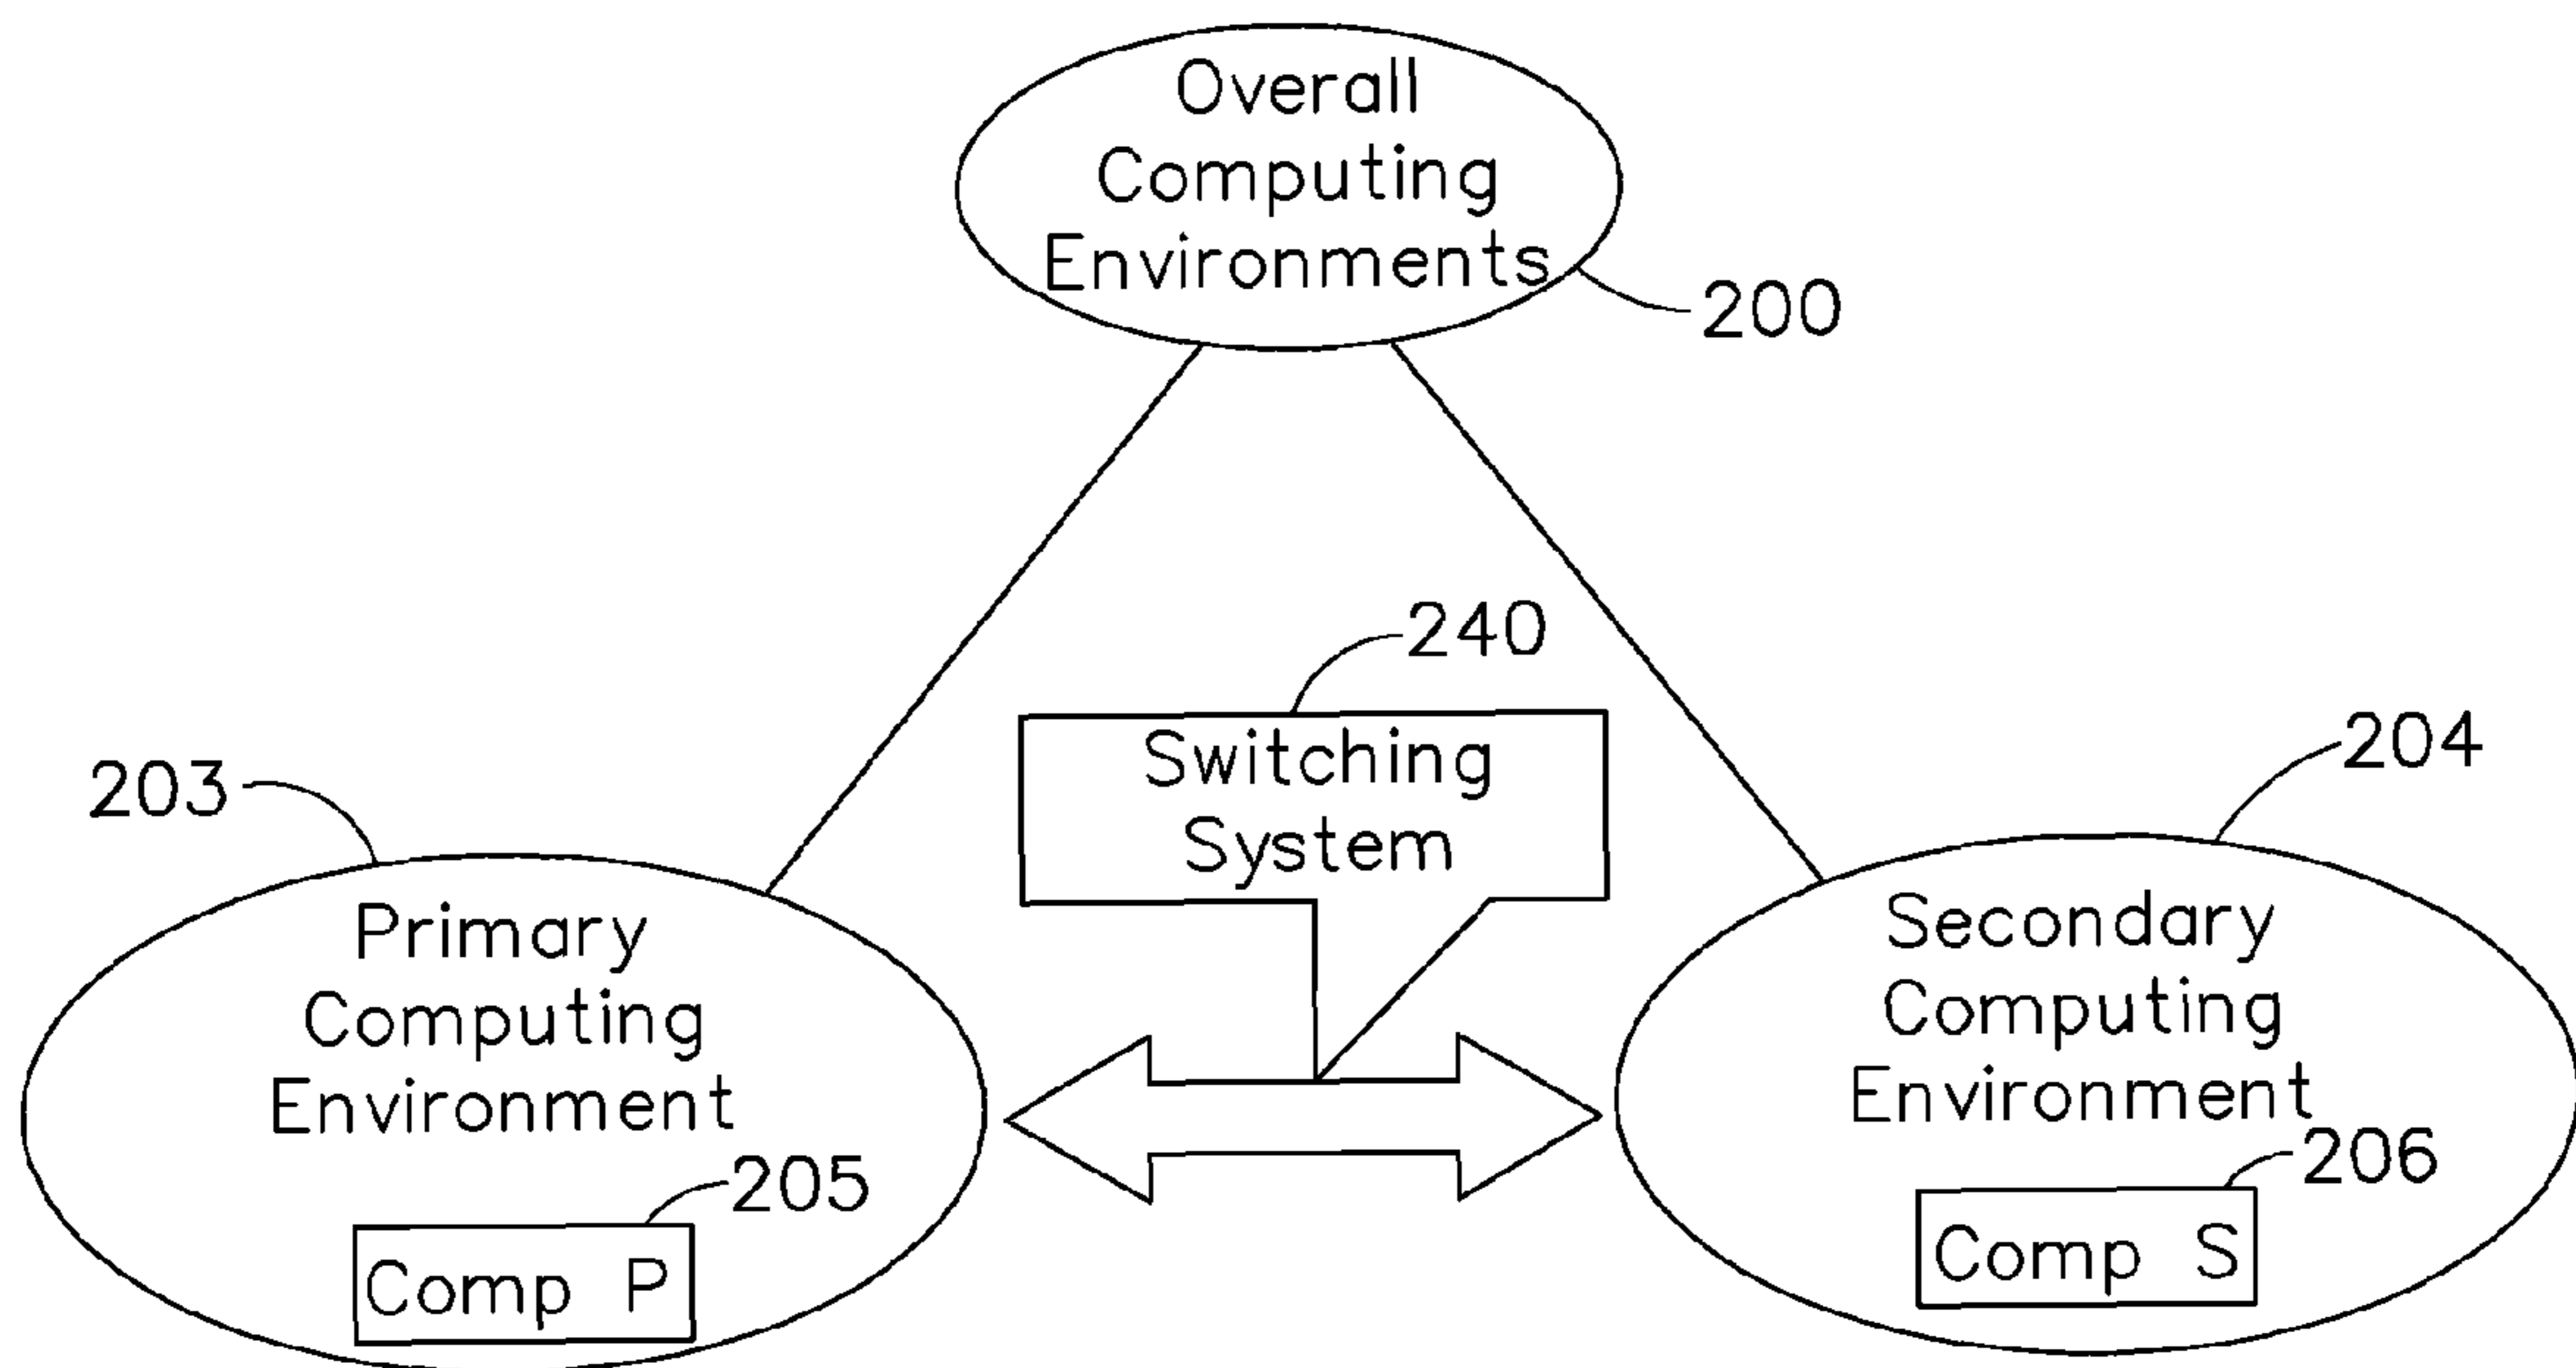 Overall
Computing
Environments
200
240
Switching
System
203
Primary
Computing
Environment
205
Comp P
204
Secondary
Computing
Environment
206
Comp S